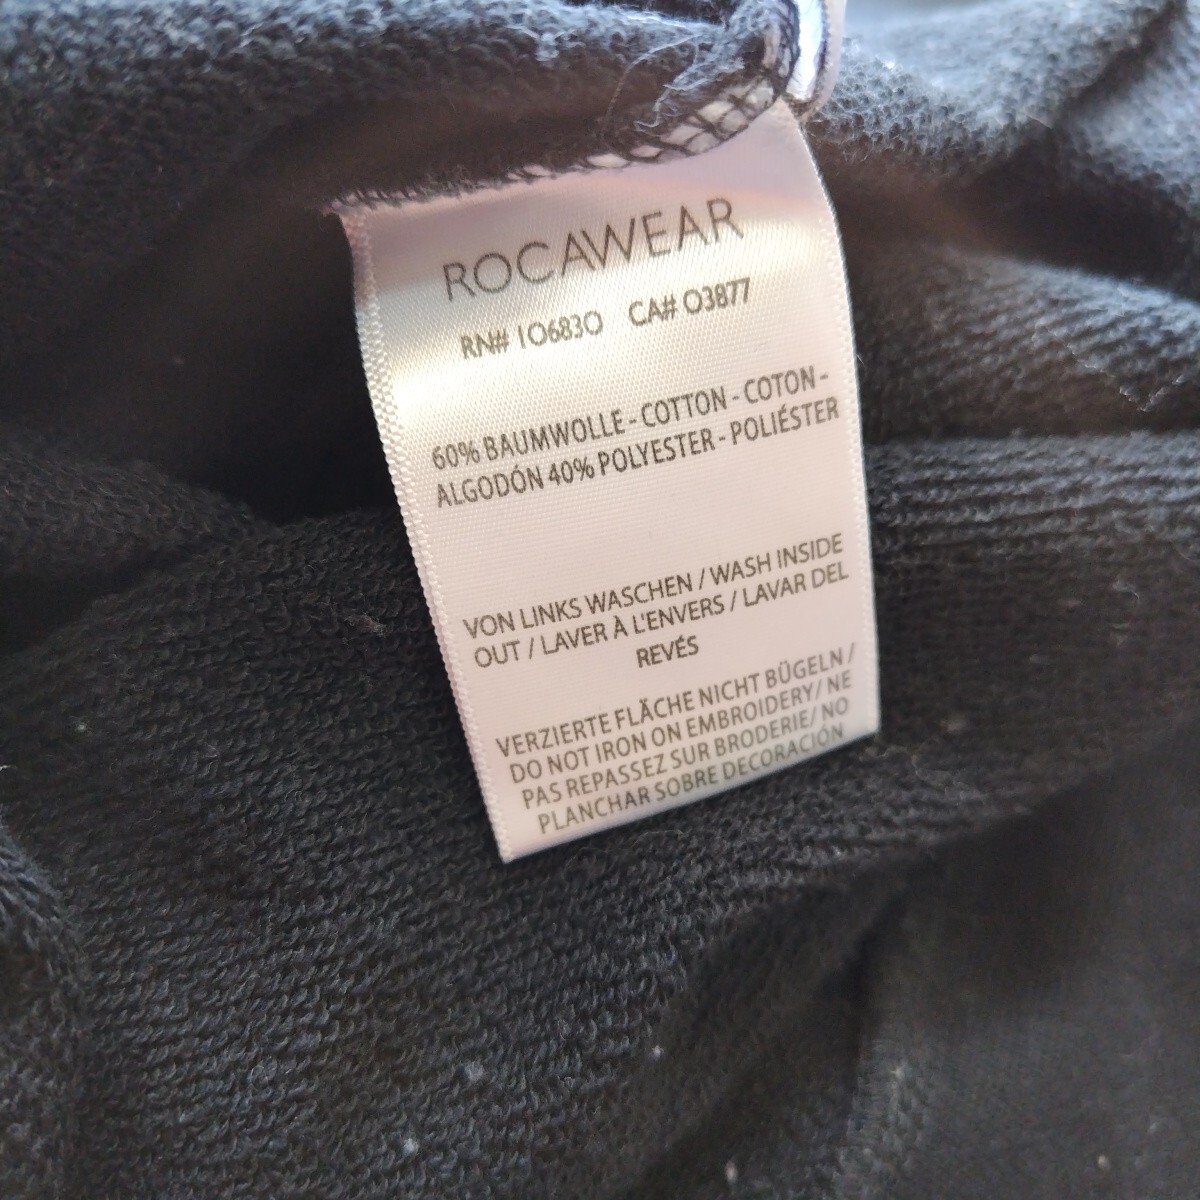 ROCAWEAR
RN# 106830 CA# 03877
60% BAUMWOLLE - COTTON - COTON -
ALGODÓN 40% POLYESTER - POLIÉSTER
VON LINKS WASCHEN / WASH INSIDE
OUT / LAVER À L'ENVERS / LAVAR DEL
REVÉS
VERZIERTE FLÄCHE NICHT BÜGELN /
DO NOT IRON ON EMBROIDERY/ NE
PAS REPASSEZ SUR BRODERIE/ NO
PLANCHAR SOBRE DECORACIÓN